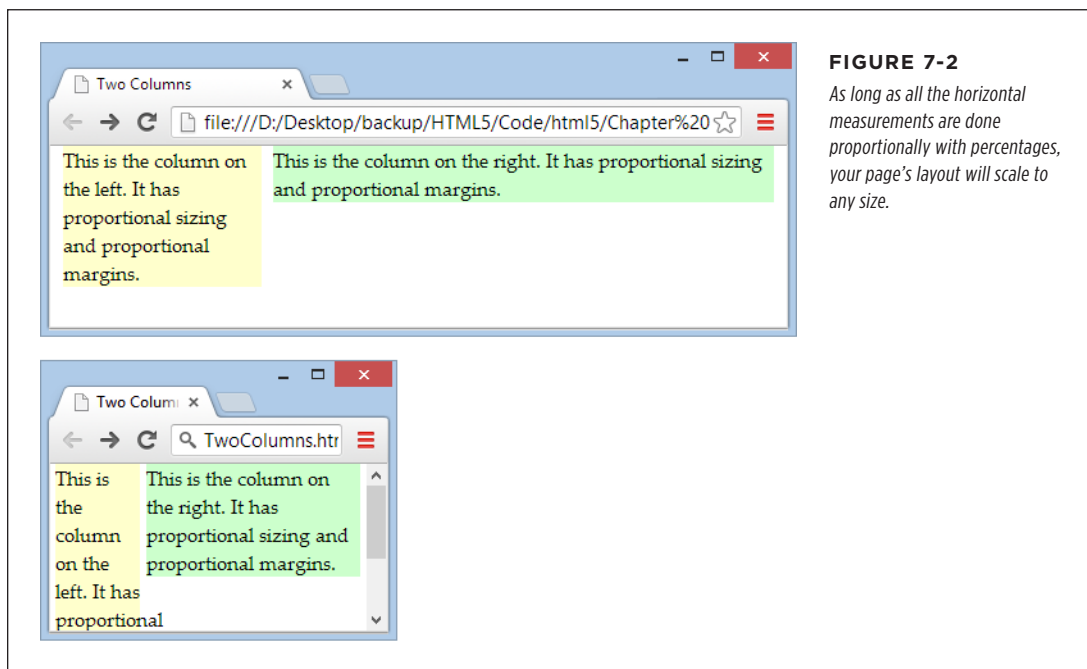 Two Columns
file:///D:/Desktop/backup/HTML5/Code/html5/Chapter%20
This is the column on
the left. It has
proportional sizing
and proportional
margins.
This is the column on the right. It has proportional sizing
and proportional margins.
FIGURE 7-2
As long as all the horizontal
measurements are done
proportionally with percentages,
your page’s layout will scale to
any size.
Two Colum
TwoColumns.htr
This is
the
column
on the
left. It has
proportional
This is the column on
the right. It has
proportional sizing and
proportional margins.